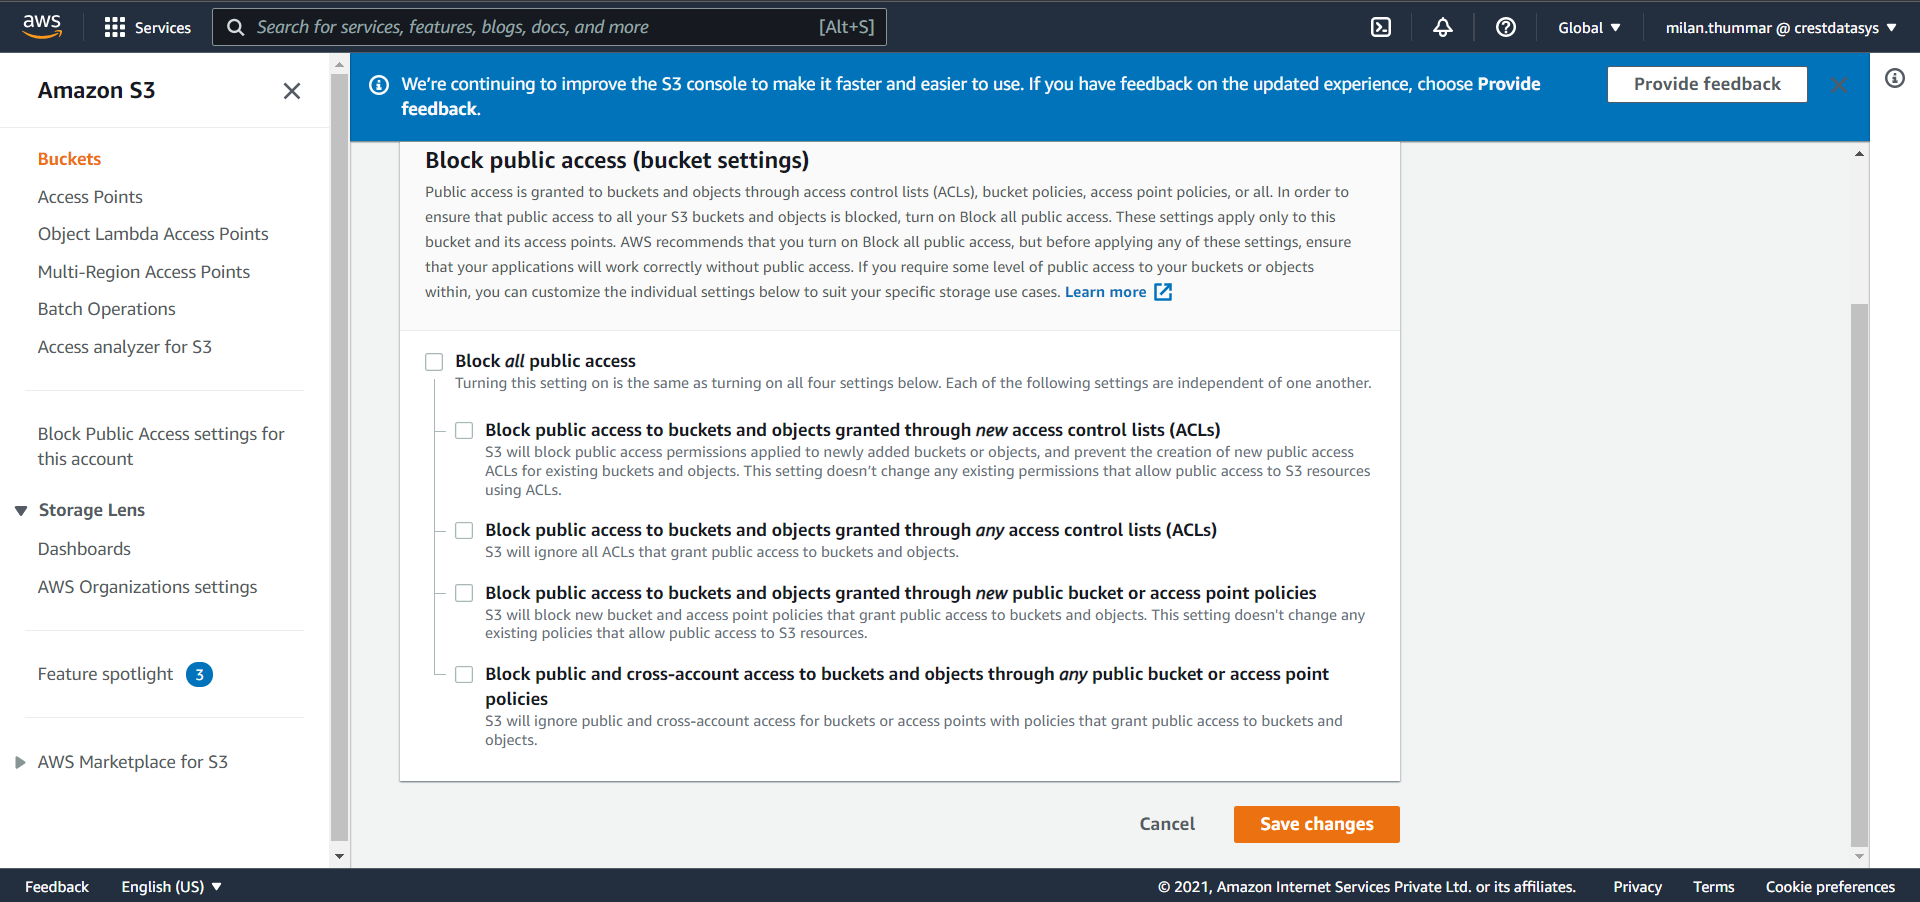 aws
Services
Search for services, features, blogs, docs, and more
[Alt+S]
Global
milan.thummar @ crestdatasys
Amazon S3
Buckets
Access Points
Object Lambda Access Points
Multi-Region Access Points
Batch Operations
Access analyzer for S3
Block Public Access settings for
this account
Storage Lens
Dashboards
AWS Organizations settings
Feature spotlight 3
AWS Marketplace for S3
We're continuing to improve the S3 console to make it faster and easier to use. If you have feedback on the updated experience, choose Provide
feedback.
Provide feedback
Block public access (bucket settings)
Public access is granted to buckets and objects through access control lists (ACLs), bucket policies, access point policies, or all. In order to
ensure that public access to all your S3 buckets and objects is blocked, turn on Block all public access. These settings apply only to this
bucket and its access points. AWS recommends that you turn on Block all public access, but before applying any of these settings, ensure
that your applications will work correctly without public access. If you require some level of public access to your buckets or objects
within, you can customize the individual settings below to suit your specific storage use cases. Learn more
Block all public access
Turning this setting on is the same as turning on all four settings below. Each of the following settings are independent of one another.
Block public access to buckets and objects granted through new access control lists (ACLs)
S3 will block public access permissions applied to newly added buckets or objects, and prevent the creation of new public access
ACLs for existing buckets and objects. This setting doesn't change any existing permissions that allow public access to S3 resources
using ACLs.
Block public access to buckets and objects granted through any access control lists (ACLs)
S3 will ignore all ACLs that grant public access to buckets and objects.
Block public access to buckets and objects granted through new public bucket or access point policies
S3 will block new bucket and access point policies that grant public access to buckets and objects. This setting doesn't change any
existing policies that allow public access to S3 resources.
Block public and cross-account access to buckets and objects through any public bucket or access point
policies
S3 will ignore public and cross-account access for buckets or access points with policies that grant public access to buckets and
objects.
Cancel
Save changes
Feedback
English (US)
© 2021, Amazon Internet Services Private Ltd. or its affiliates.
Privacy
Terms
Cookie preferences